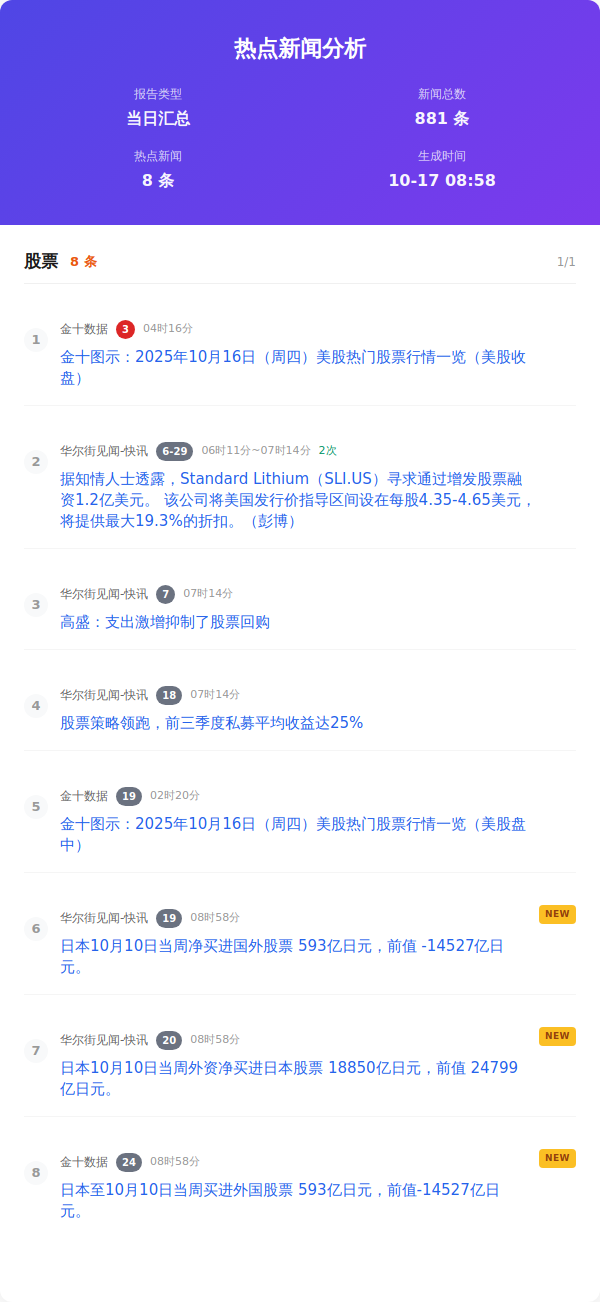 热点新闻分析
报告类型
新闻总数
当日汇总
881 条
热点新闻
生成时间
8 条
10-17 08:58
股票 8 条 1/1
1
金十数据 3 04时16分
金十图示：2025年10月16日（周四）美股热门股票行情一览（美股收
盘）
2
华尔街见闻-快讯 6-29 06时11分~07时14分 2次
据知情人士透露，Standard Lithium（SLI.US）寻求通过增发股票融
资1.2亿美元。 该公司将美国发行价指导区间设在每股4.35-4.65美元，
将提供最大19.3%的折扣。（彭博）
3
华尔街见闻-快讯 7 07时14分
高盛：支出激增抑制了股票回购
4
华尔街见闻-快讯 18 07时14分
股票策略领跑，前三季度私募平均收益达25%
5
金十数据 19 02时20分
金十图示：2025年10月16日（周四）美股热门股票行情一览（美股盘
中）
6
华尔街见闻-快讯 19 08时58分 NEW
日本10月10日当周净买进国外股票 593亿日元，前值 -14527亿日
元。
7
华尔街见闻-快讯 20 08时58分 NEW
日本10月10日当周外资净买进日本股票 18850亿日元，前值 24799
亿日元。
8
金十数据 24 08时58分 NEW
日本至10月10日当周买进外国股票 593亿日元，前值-14527亿日
元。